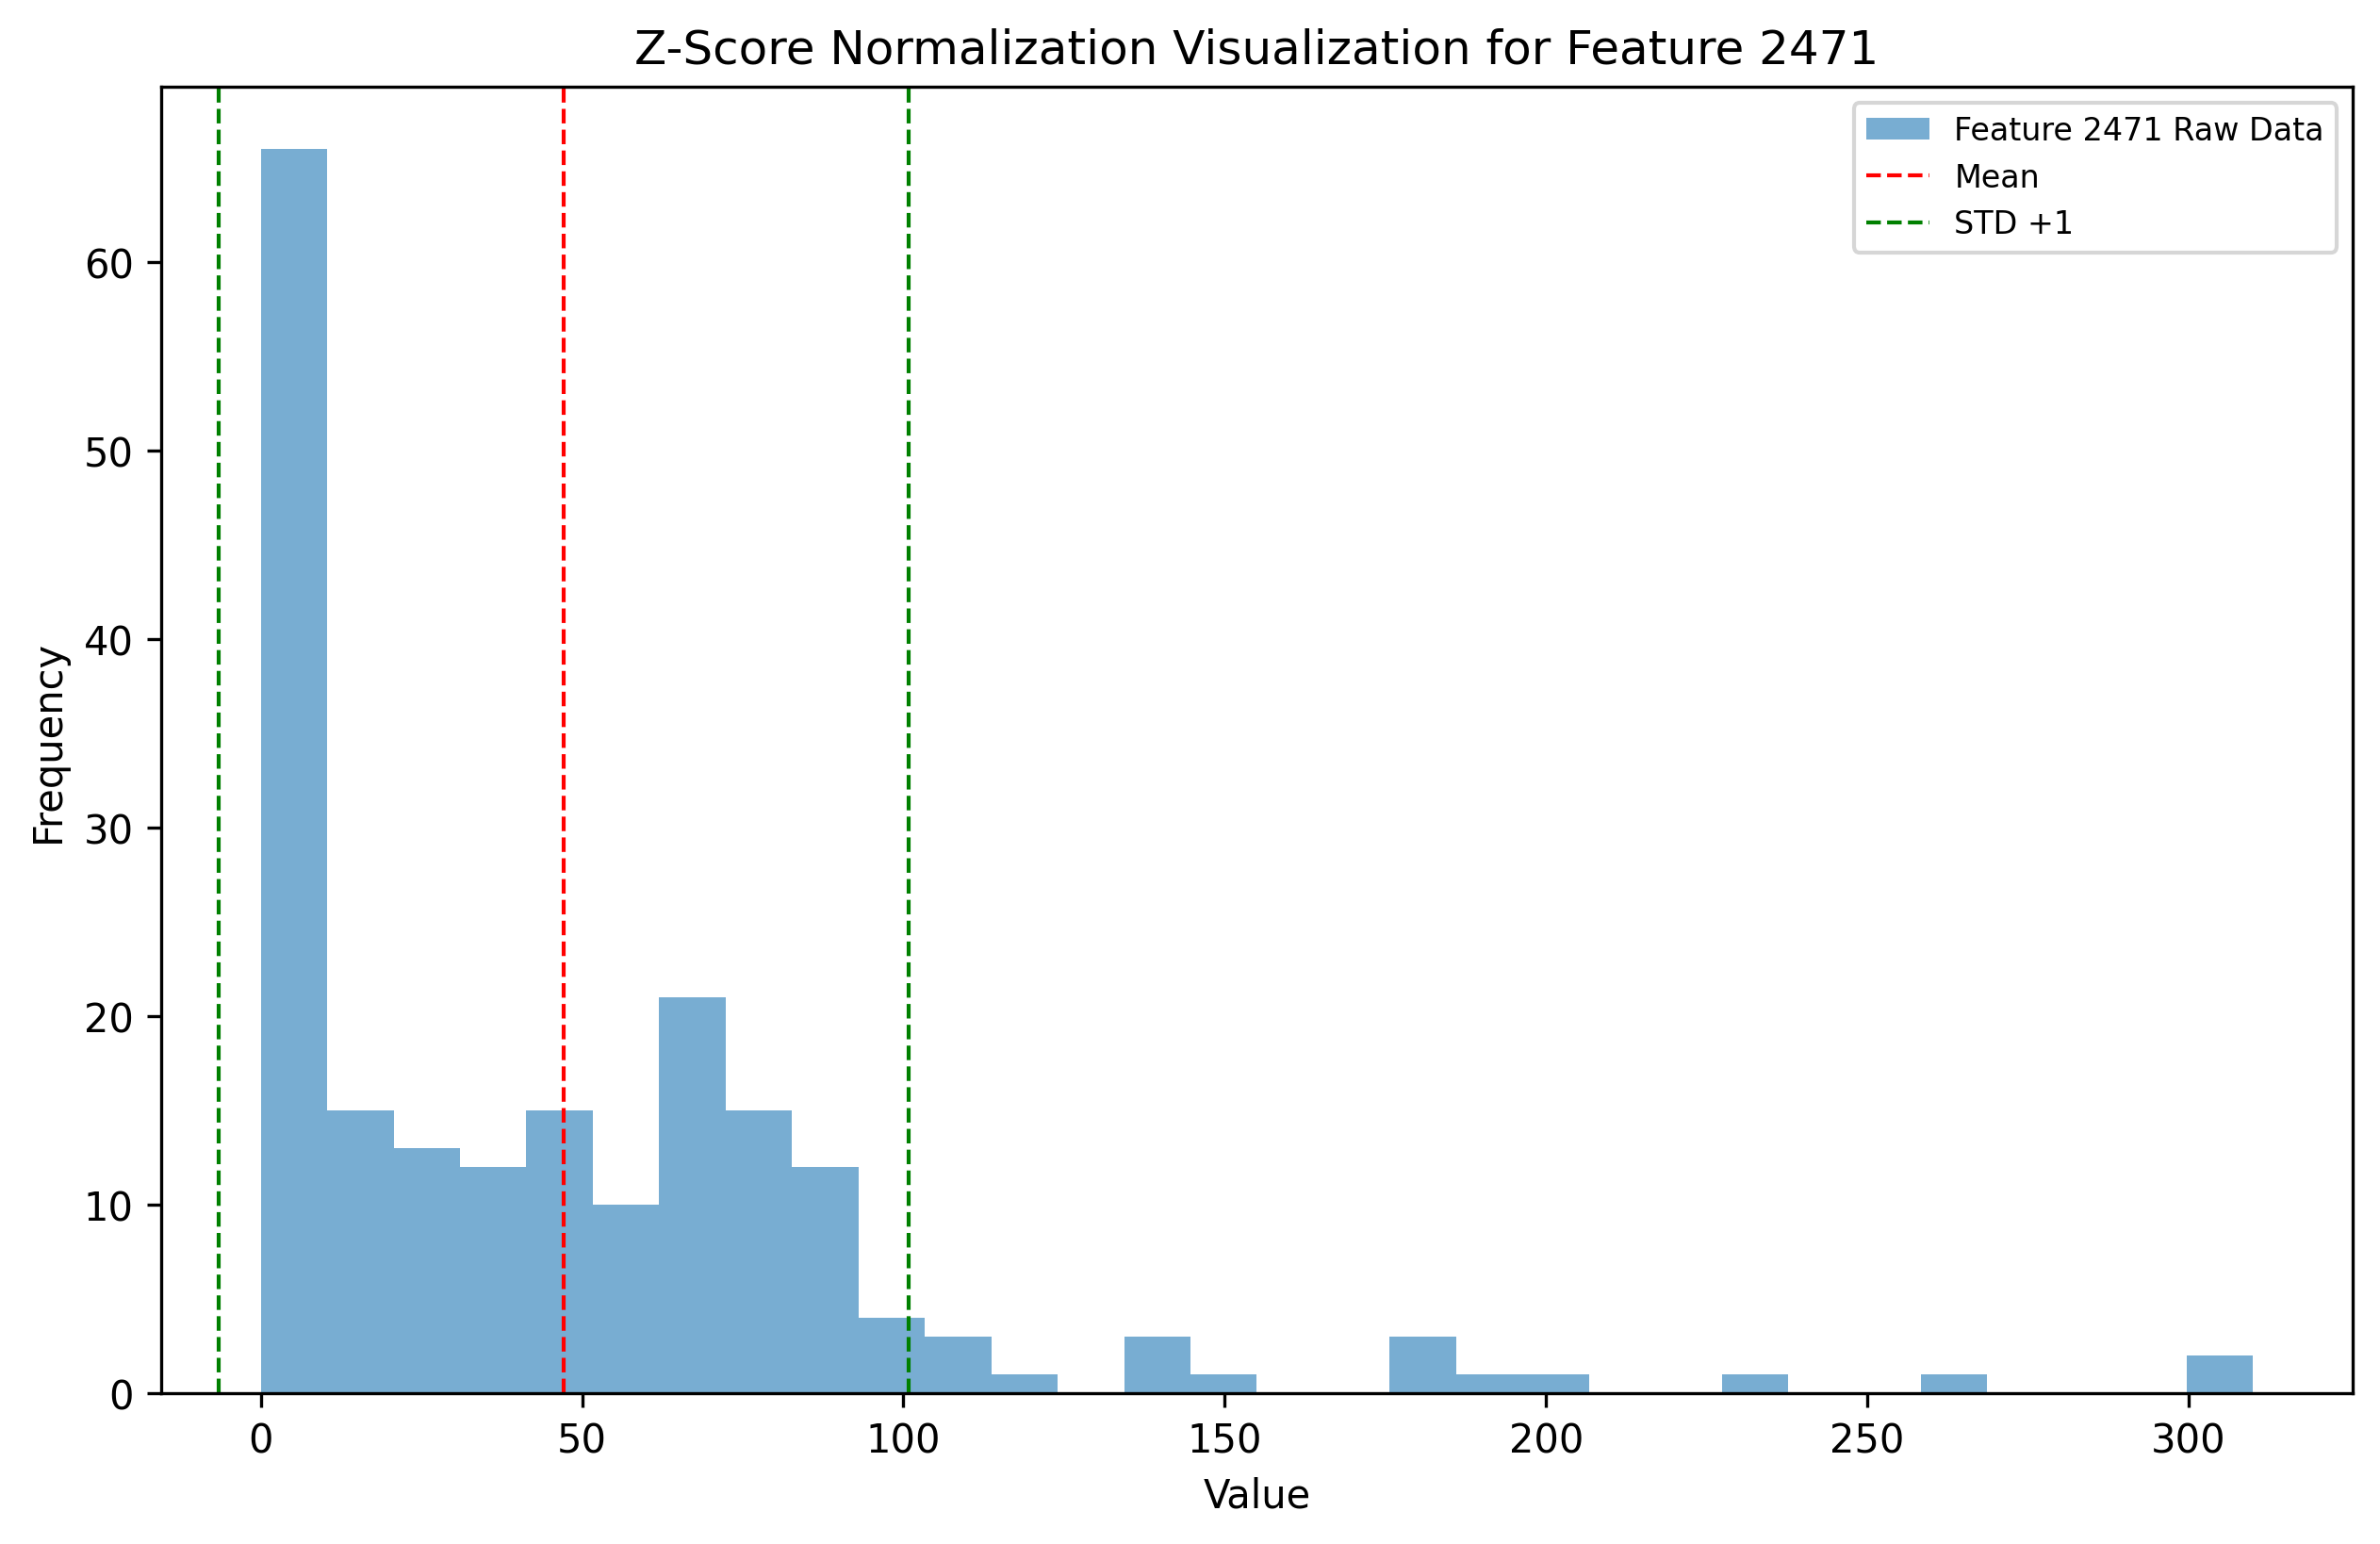 Z-Score Normalization Visualization for Feature 2471
Feature 2471 Raw Data
Mean
STD +1
Frequency
60
50
40
30
20
10
0
0 50 100 150 200 250 300
Value